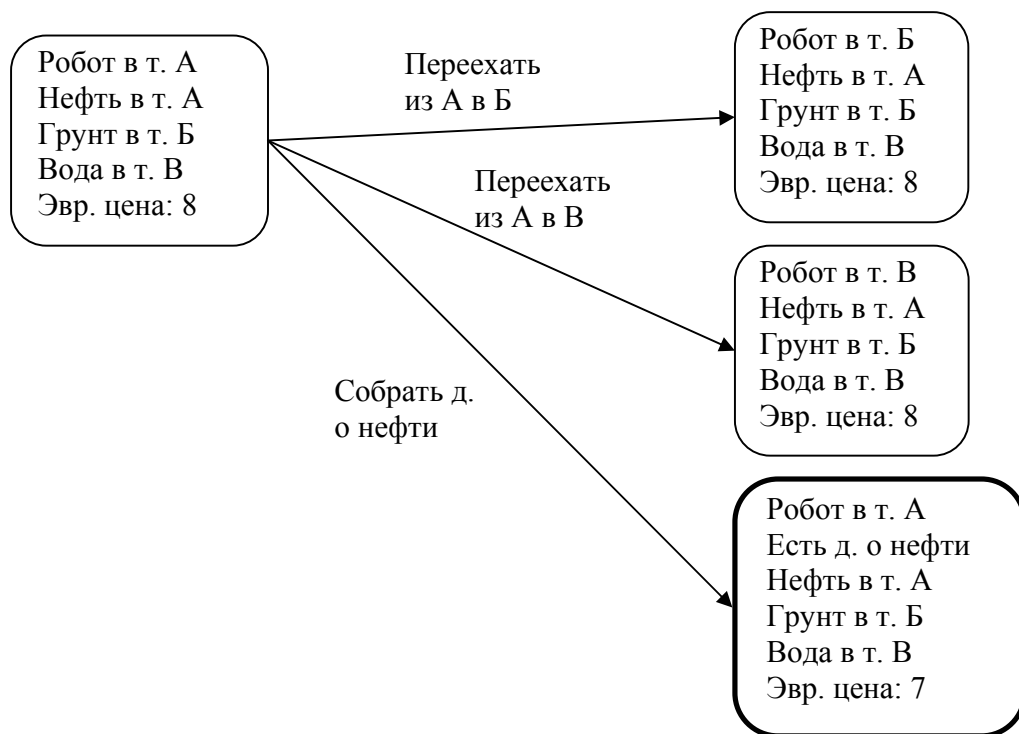 Робот в т. А
Нефть в т. А
Грунт в т. Б
Вода в т. В
Эвр. цена: 8
Переехать
из А в Б
Переехать
из А в В
Собрать д.
о нефти
Робот в т. Б
Нефть в т. А
Грунт в т. Б
Вода в т. В
Эвр. цена: 8
Робот в т. В
Нефть в т. А
Грунт в т. Б
Вода в т. В
Эвр. цена: 8
Робот в т. А
Есть д. о нефти
Нефть в т. А
Грунт в т. Б
Вода в т. В
Эвр. цена: 7